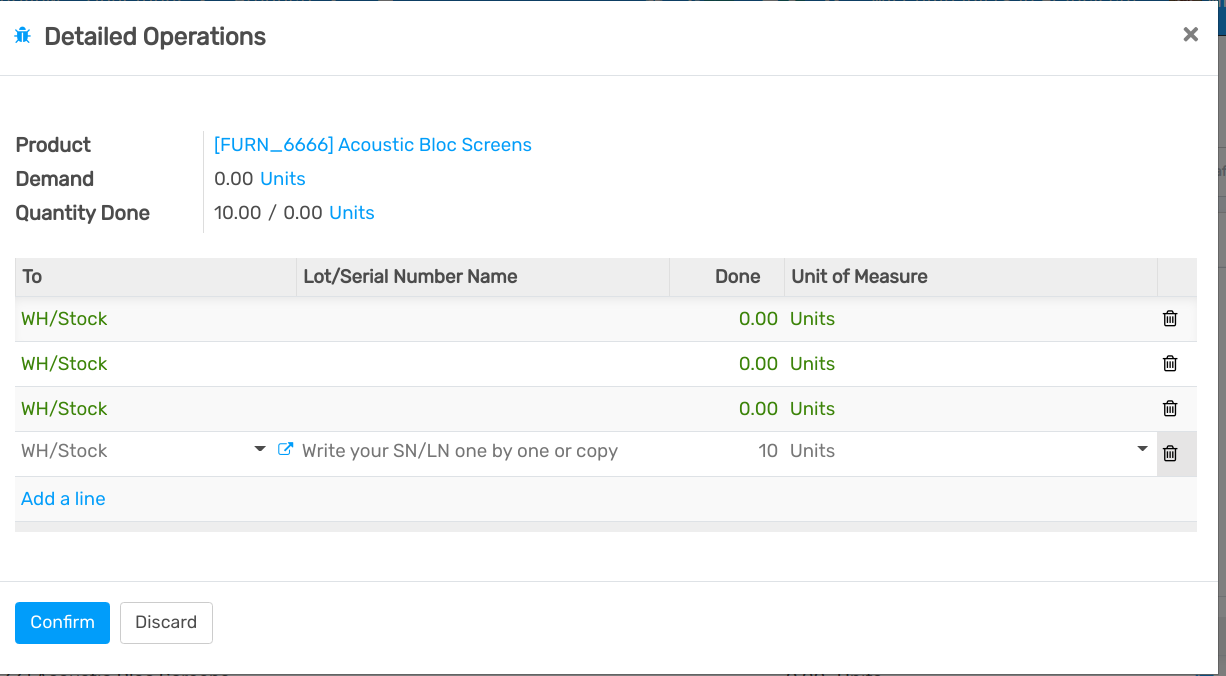 Detailed Operations
Product [FURN_6666] Acoustic Bloc Screens
Demand 0.00 Units
Quantity Done 10.00 / 0.00 Units
To Lot/Serial Number Name Done Unit of Measure
WH/Stock 0.00 Units
WH/Stock 0.00 Units
WH/Stock 0.00 Units
WH/Stock Write your SN/LN one by one or copy 10 Units
Add a line
Confirm Discard